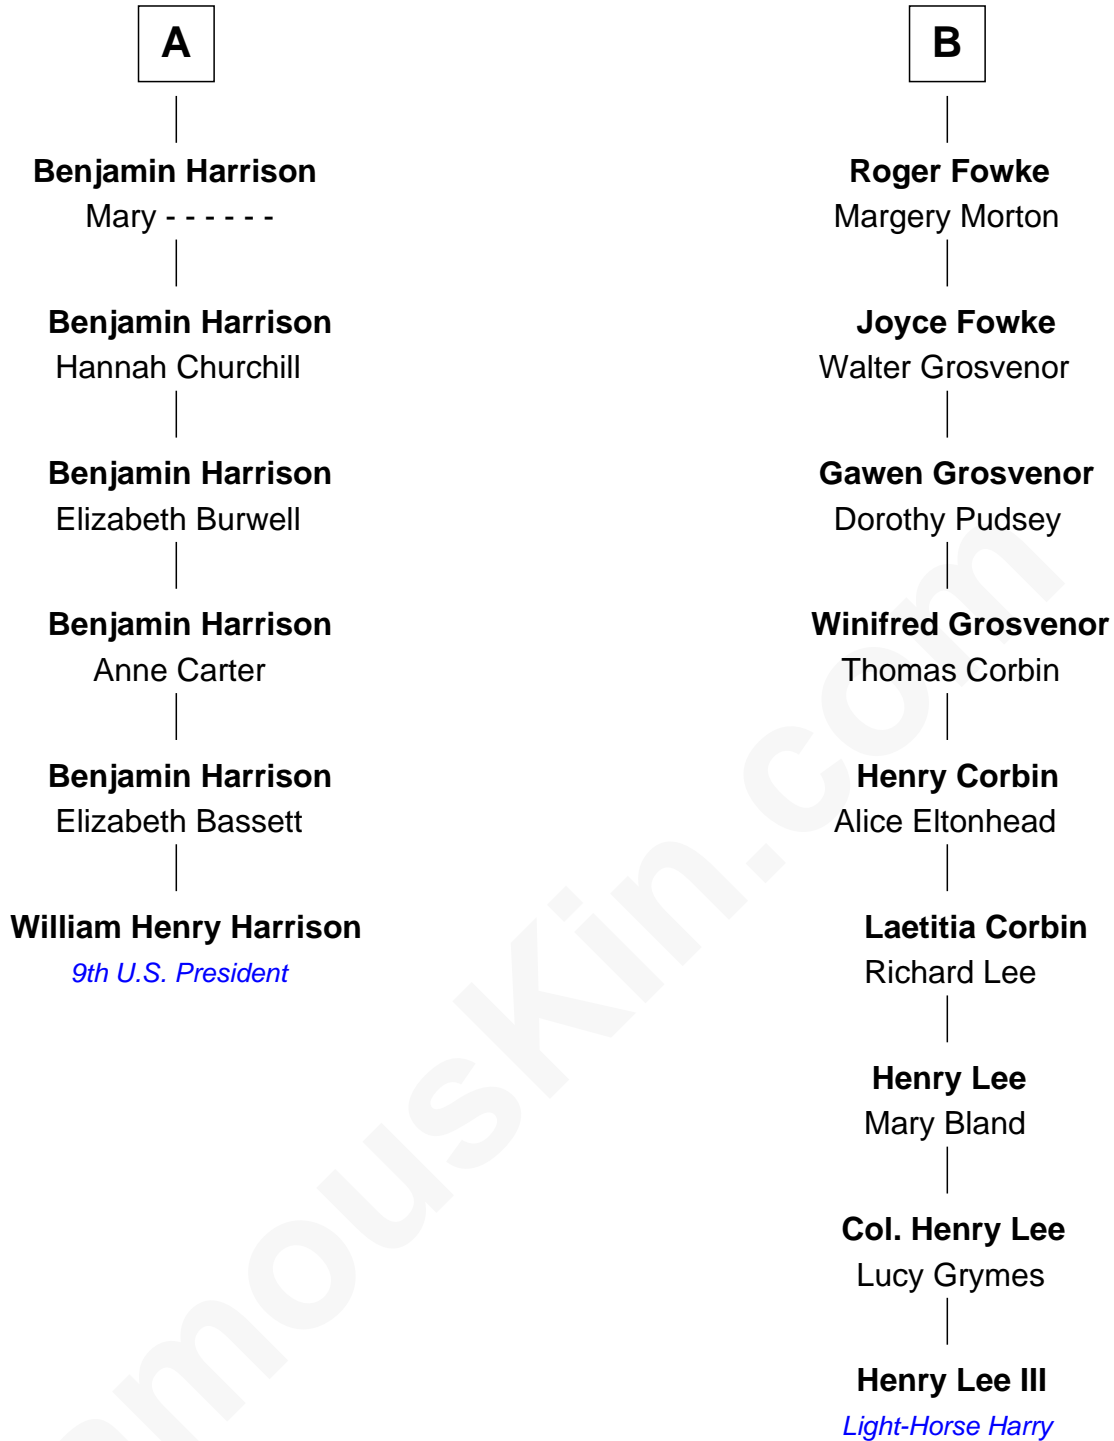 A
Benjamin Harrison
Mary - - - - - -
Benjamin Harrison
Hannah Churchill
Benjamin Harrison
Elizabeth Burwell
Benjamin Harrison
Anne Carter
Benjamin Harrison
Elizabeth Bassett
William Henry Harrison
9th U.S. President
B
Roger Fowke
Margery Morton
Joyce Fowke
Walter Grosvenor
Gawen Grosvenor
Dorothy Pudsey
Winifred Grosvenor
Thomas Corbin
Henry Corbin
Alice Eltonhead
Laetitia Corbin
Richard Lee
Henry Lee
Mary Bland
Col. Henry Lee
Lucy Grymes
Henry Lee III
Light-Horse Harry
amouskin.com